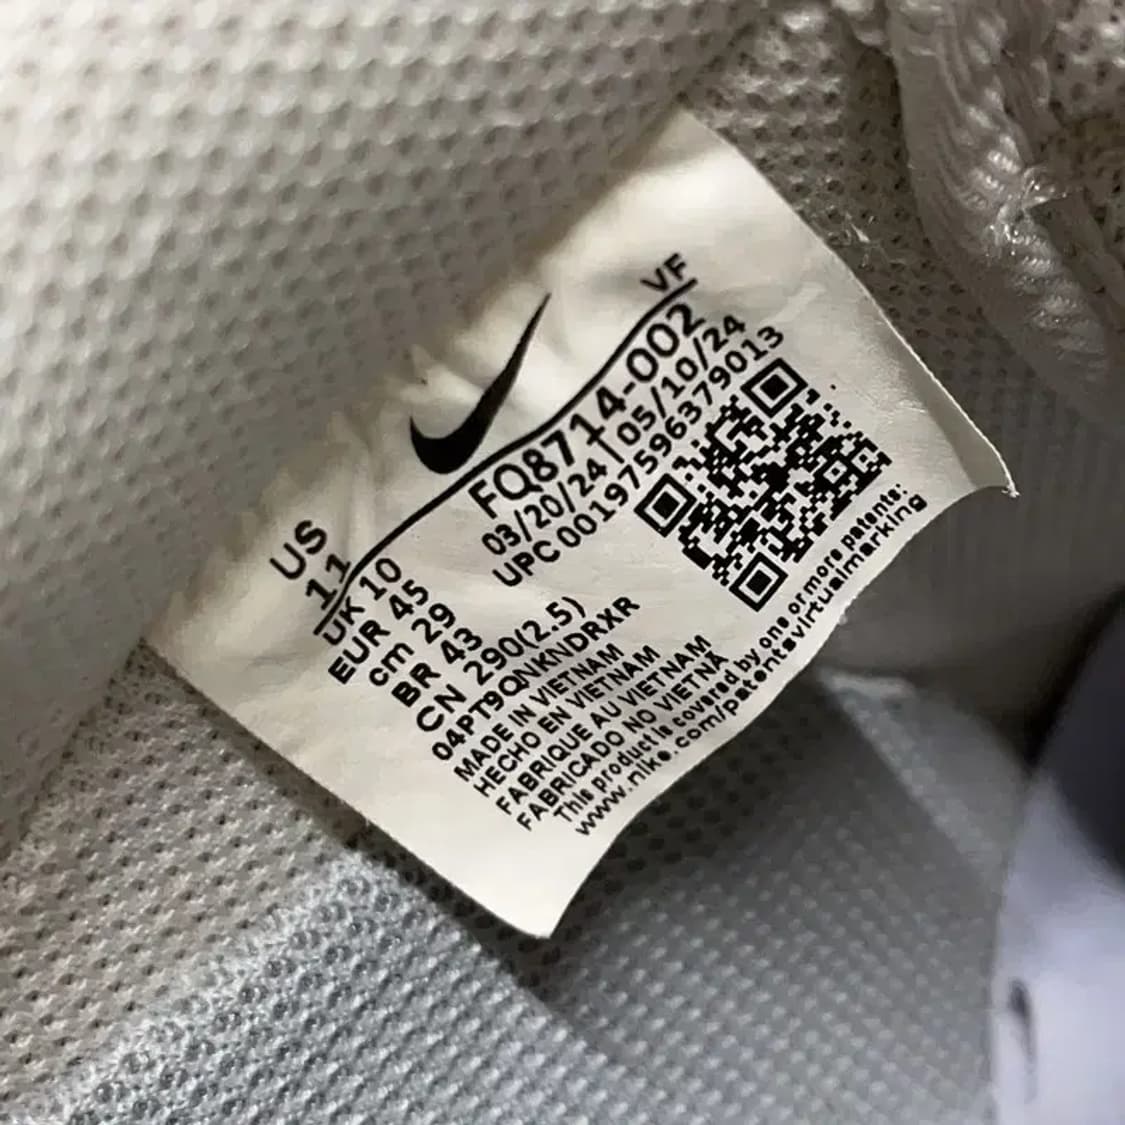 VF
US
11
UK 10
EUR 45
cm 29
BR 43
CN 290(2.5)
FQ8714-002
03/20/24 | 05/10/24
UPC 00197596379013
04PT9QNKNDRXR
MADE IN VIETNAM
HECHO EN VIETNAM
FABRIQUE AU VIETNAM
FABRICADO NO VIETNÃ
This product is covered by one or more patents:
www.nike.com/patentsvirtualmarking